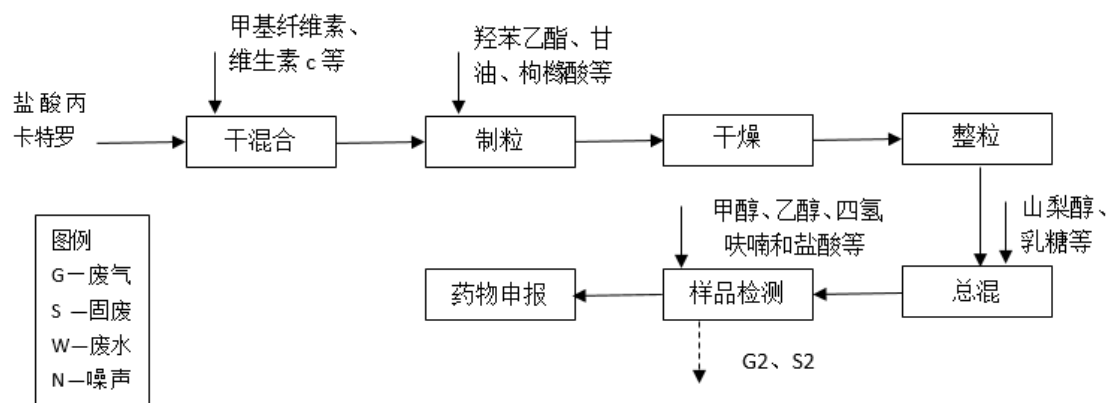 甲基纤维素、
维生素 c 等
羟苯乙酯、甘
油、枸橼酸等
盐酸丙
卡特罗
干混合
制粒
干燥
整粒
甲醇、乙醇、四氢
呋喃和盐酸等
山梨醇、
乳糖等
药物申报
样品检测
总混
G2、S2
图例
G—废气
S —固废
W—废水
N—噪声